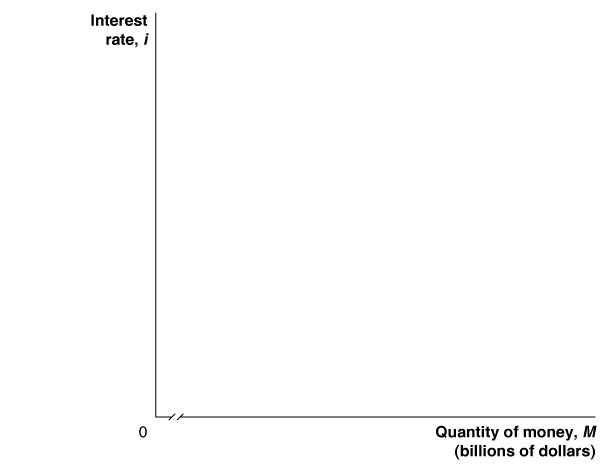 Interest
rate, i
0
Quantity of money, M
(billions of dollars)